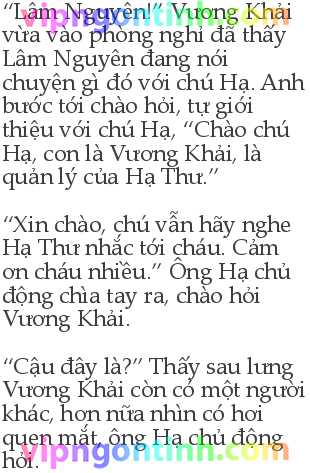 “Lâm Nguyên!” Vương Khải
vừa vào phòng nghỉ đã thấy
Lâm Nguyên đang nói
chuyện gì đó với chú Hạ. Anh
bước tới chào hỏi, tự giới
thiệu với chú Hạ, “Chào chú
Hạ, con là Vương Khải, là
quản lý của Hạ Thư.”
“Xin chào, chú vẫn hãy nghe
Hạ Thư nhắc tới cháu. Cảm
ơn cháu nhiều.” Ông Hạ chủ
động chìa tay ra, chào hỏi
Vương Khải.
“Cậu đây là?” Thấy sau lưng
Vương Khải còn có một người
khác, hơn nữa nhìn có hơi
quen mắt, ông Hạ chủ động
hỏi.
vipngontinh.com
vipngontinh.com